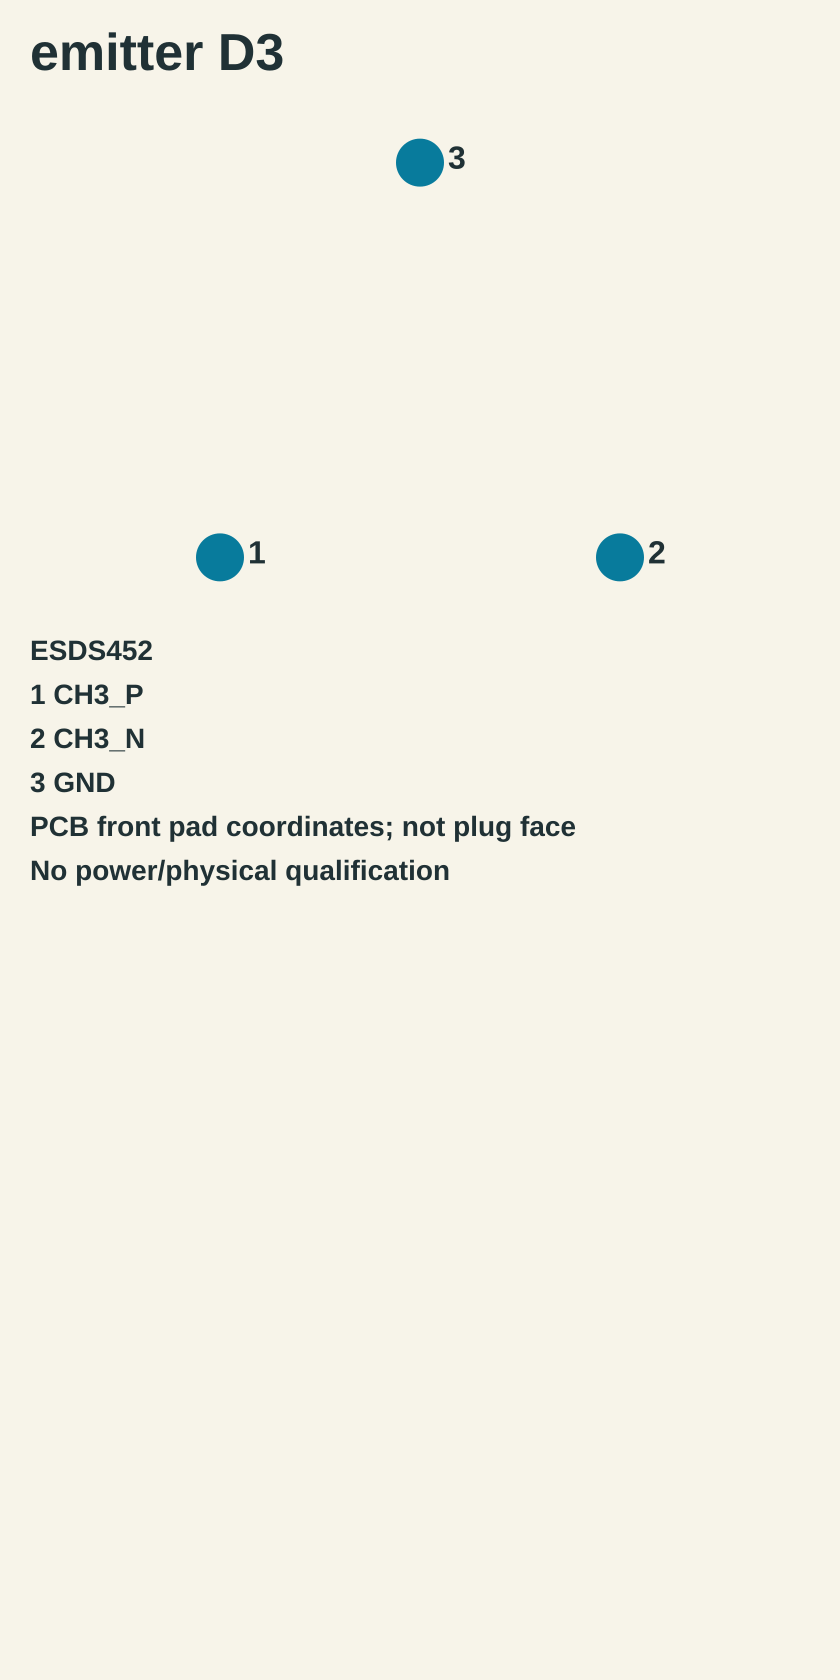 emitter D3
3
1
2
ESDS452
1 CH3_P
2 CH3_N
3 GND
PCB front pad coordinates; not plug face
No power/physical qualification